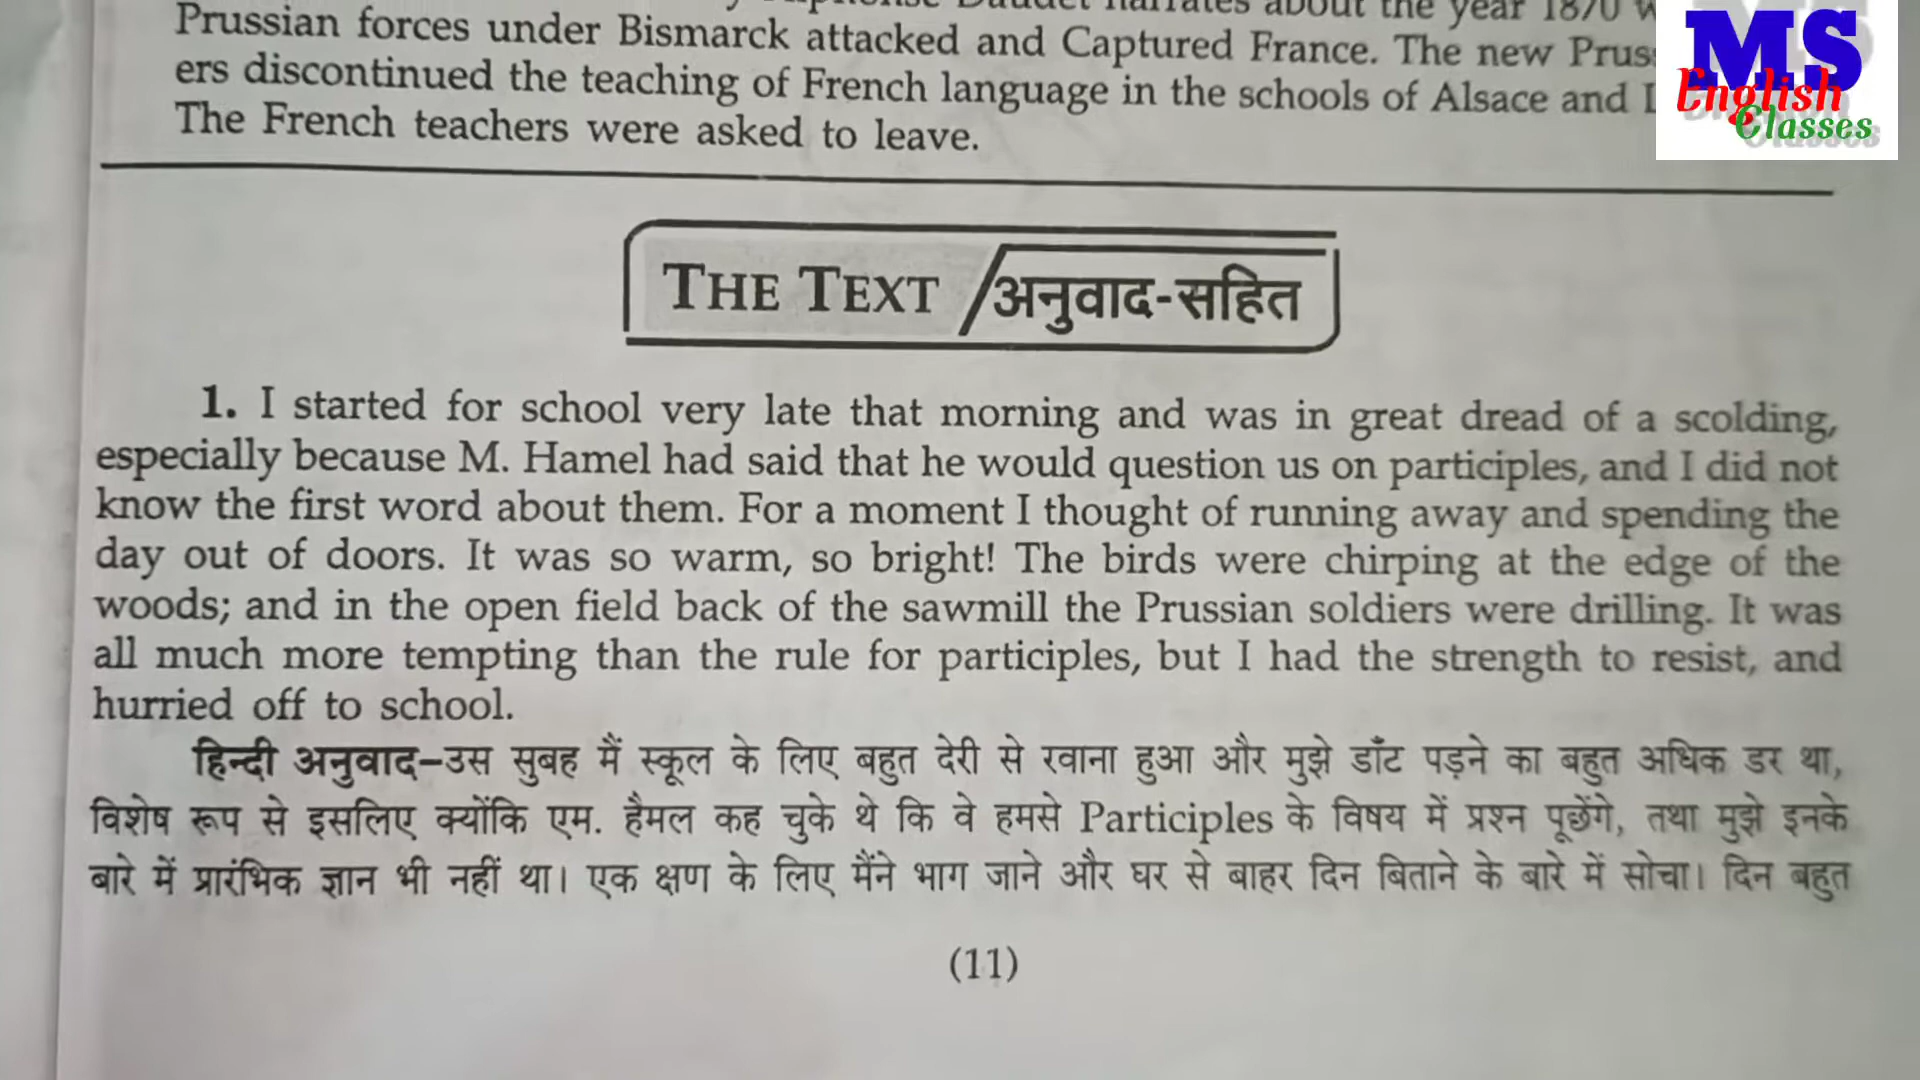 Daudet narrates about the year 1870
Prussian forces under Bismarck attacked and Captured France. The new
ers discontinued the teaching of French language in the schools of Alsace and
The French teachers were asked to leave.
MS
English
Classes
THE TEXT / अनुवाद-सहित
1. I started for school very late that morning and was in great dread of a scolding,
especially because M. Hamel had said that he would question us on participles, and I did not
know the first word about them. For a moment I thought of running away and spending the
day out of doors. It was so warm, so bright! The birds were chirping at the edge of the
woods; and in the open field back of the sawmill the Prussian soldiers were drilling. It was
all much more tempting than the rule for participles, but I had the strength to resist, and
hurried off to school.
हिन्दी अनुवाद–उस सुबह मैं स्कूल के लिए बहुत देरी से रवाना हुआ और मुझे डाँट पड़ने का बहुत अधिक डर था,
विशेष रूप से इसलिए क्योंकि एम. हैमल कह चुके थे कि वे हमसे Participles के विषय में प्रश्न पूछेंगे, तथा मुझे इनके
बारे में प्रारंभिक ज्ञान भी नहीं था। एक क्षण के लिए मैंने भाग जाने और घर से बाहर दिन बिताने के बारे में सोचा। दिन बहुत
(11)